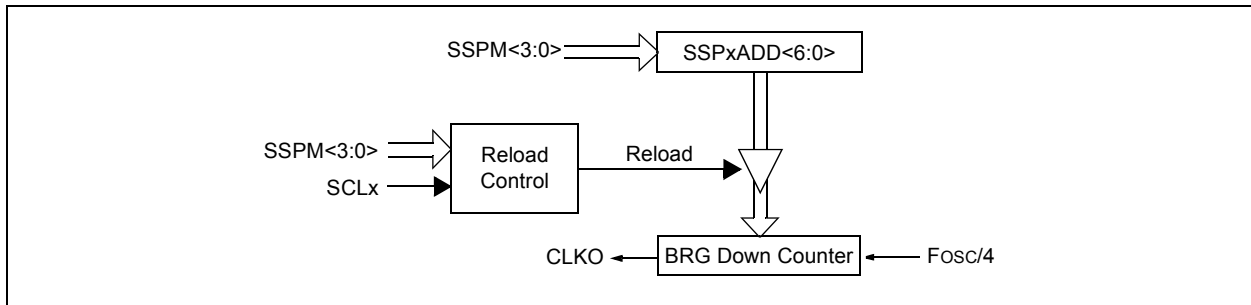 SSPM<3:0>
SSPxADD<6:0>
SSPM<3:0>
SCLx
Reload
Control
Reload
CLKO
BRG Down Counter
FOSC/4